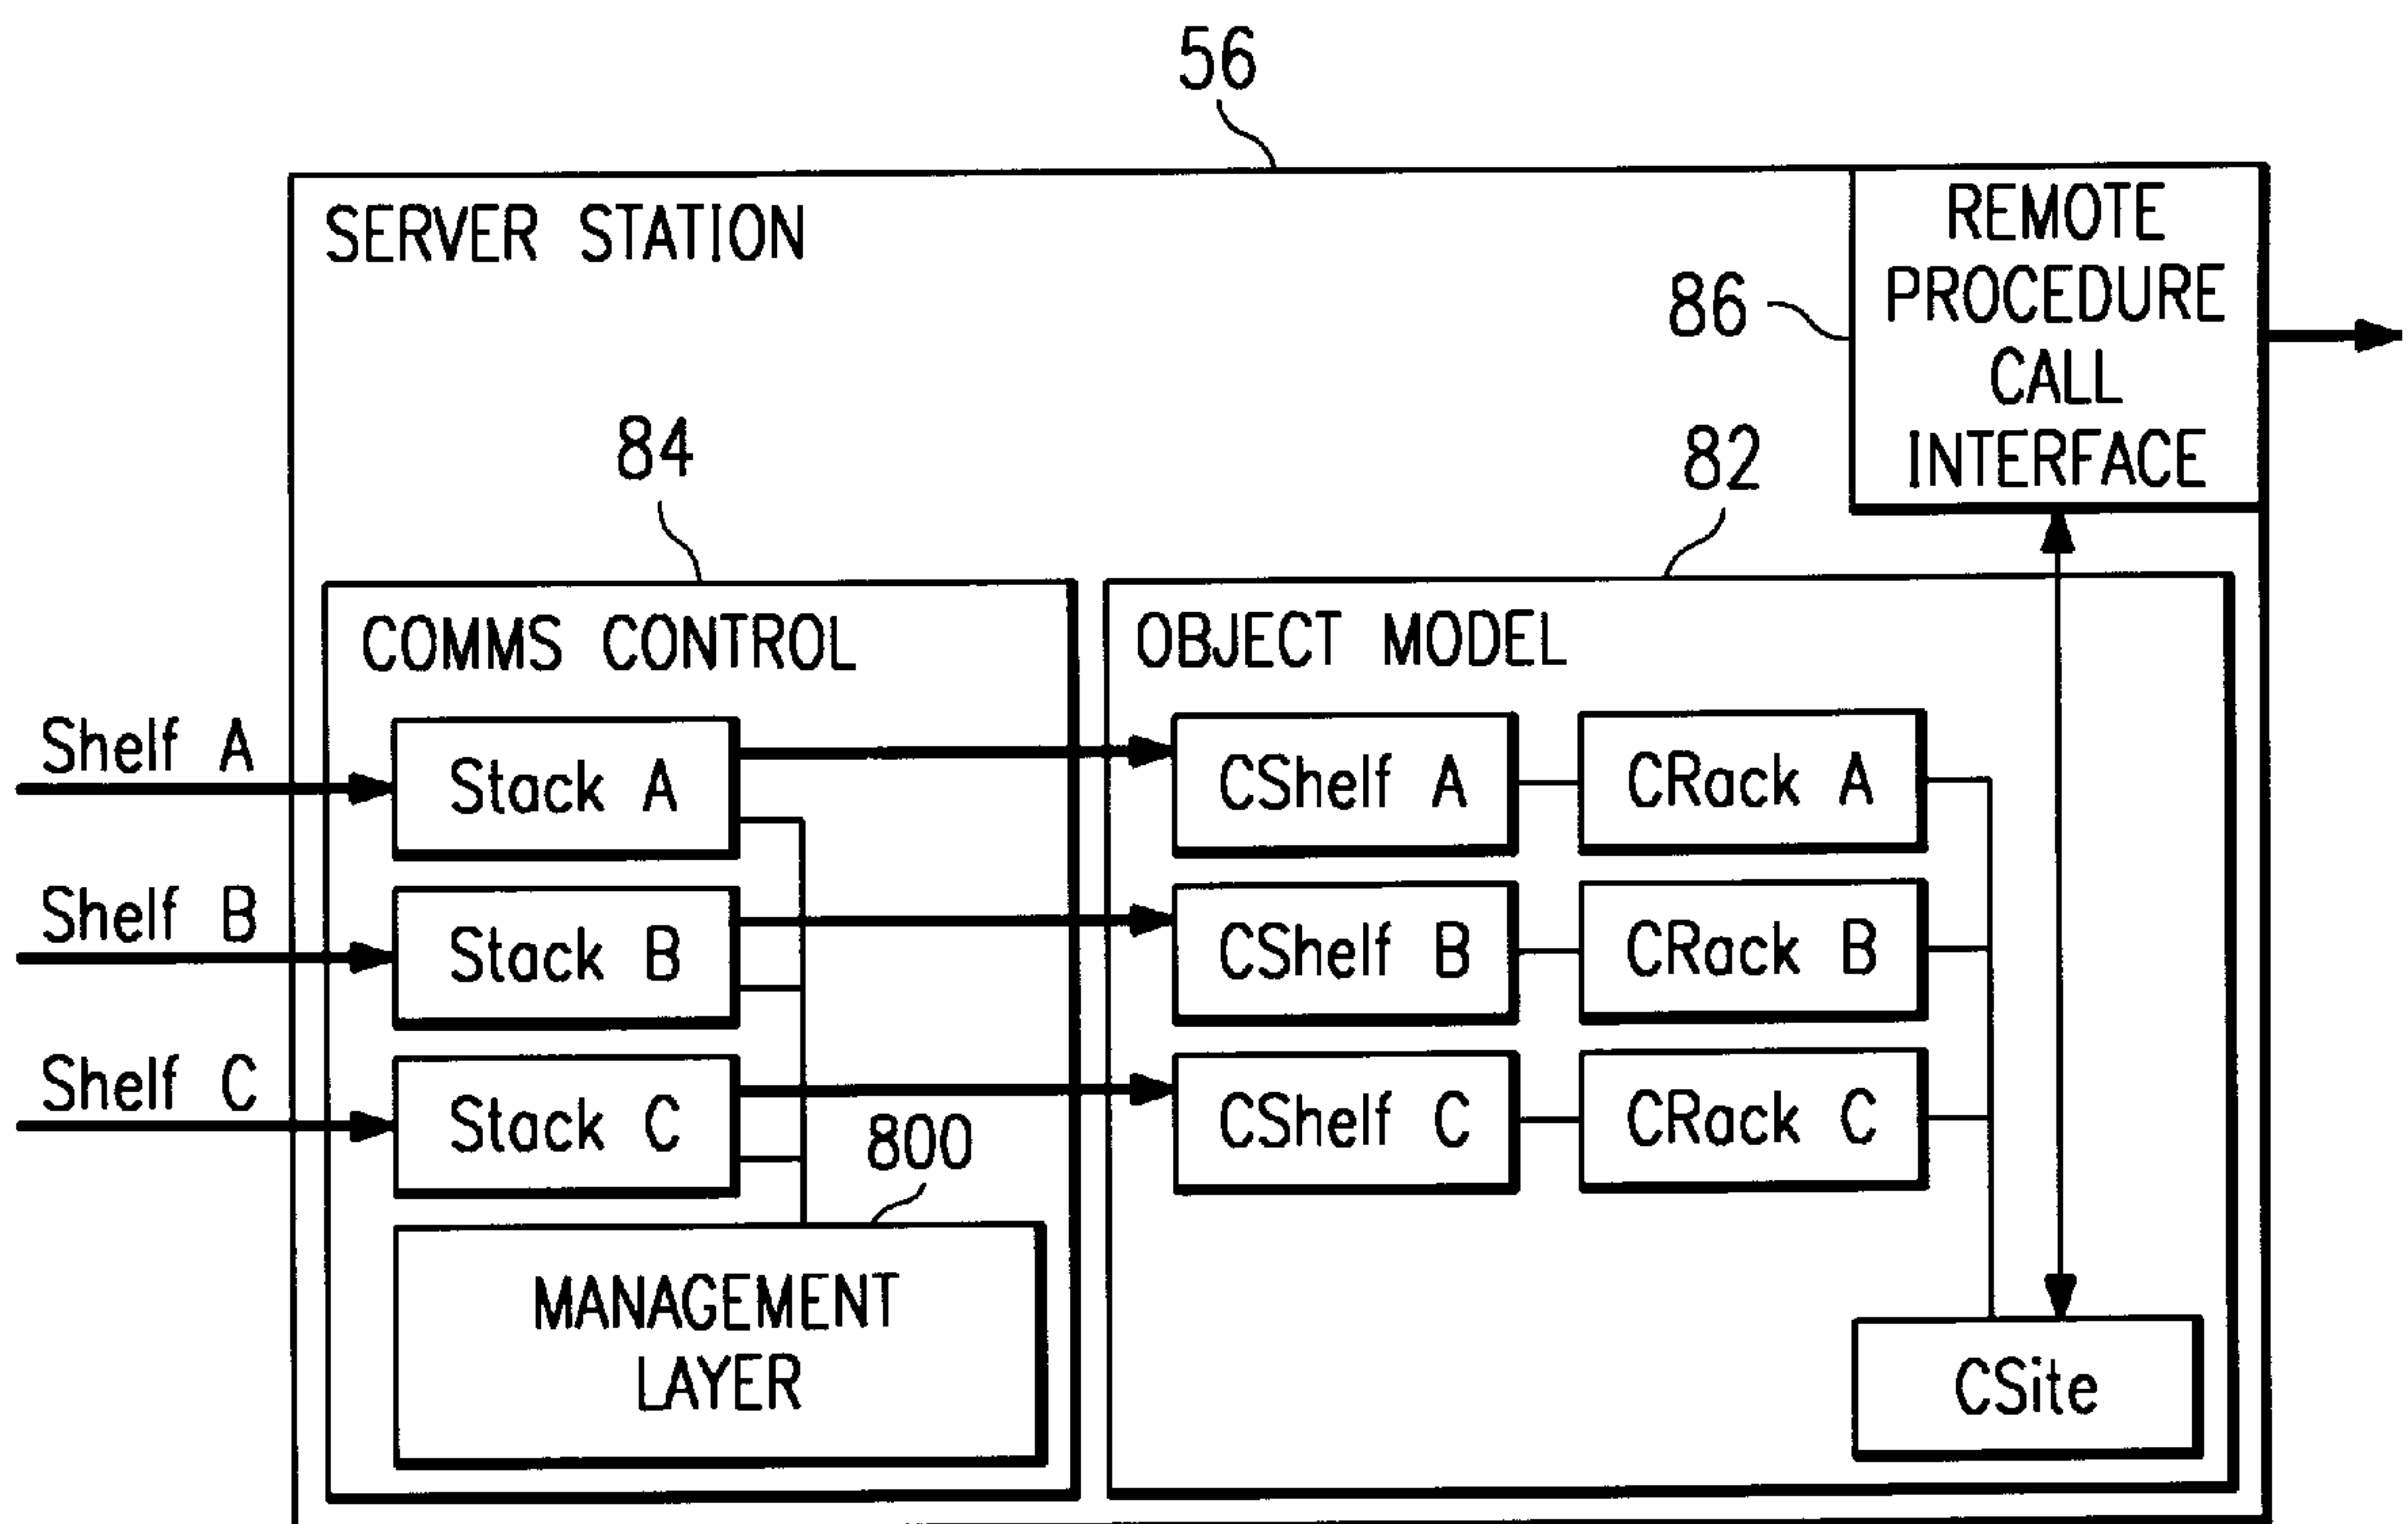 56
SERVER STATION
REMOTE
PROCEDURE
CALL
INTERFACE
86
84
82
COMMS CONTROL
OBJECT MODEL
Shelf A
Stack A
CShelf A
CRack A
Shelf B
Stack B
CShelf B
CRack B
Shelf C
Stack C
CShelf C
CRack C
800
MANAGEMENT
LAYER
CSite